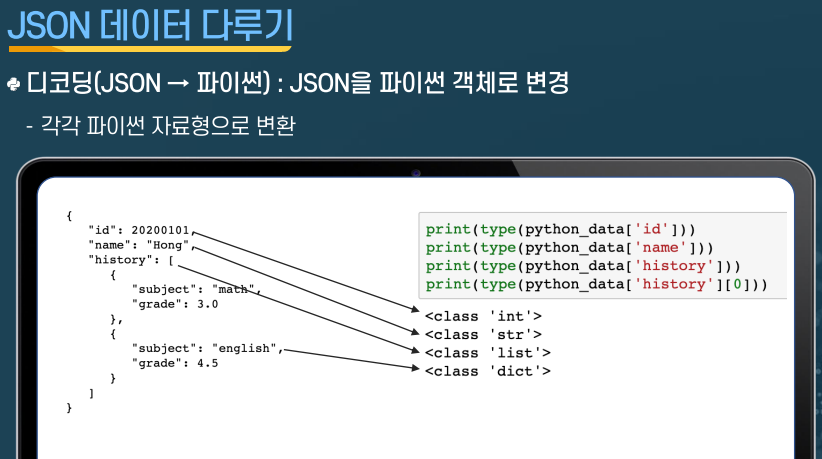 JSON 데이터 다루기
디코딩(JSON → 파이썬) : JSON을 파이썬 객체로 변경
- 각각 파이썬 자료형으로 변환
{
"id": 20200101,
"name": "Hong",
"history": [
{
"subject": "math",
"grade": 3.0
},
{
"subject": "english",
"grade": 4.5
}
]
}
print(type(python_data['id']))
print(type(python_data['name']))
print(type(python_data['history']))
print(type(python_data['history'][0]))
<class 'int'>
<class 'str'>
<class 'list'>
<class 'dict'>